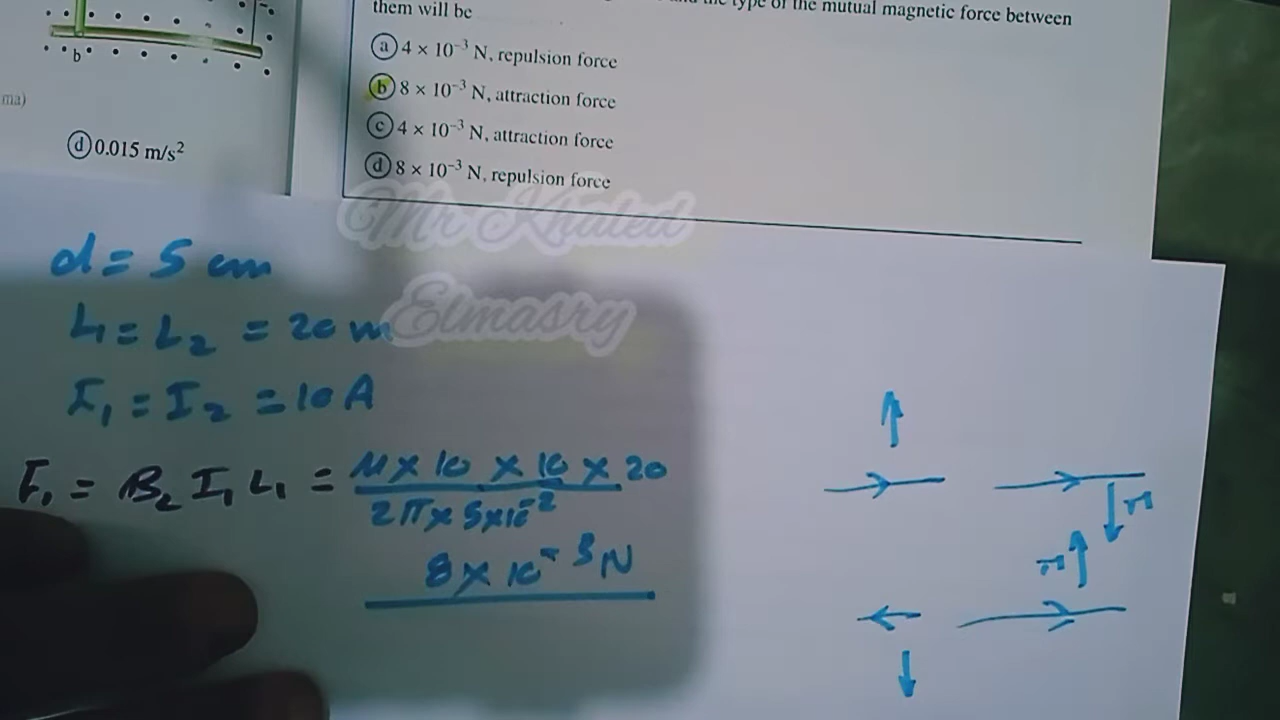 the type of the mutual magnetic force between
them will be
a 4 × 10⁻³ N, repulsion force
b 8 × 10⁻³ N, attraction force
c 4 × 10⁻³ N, attraction force
d 8 × 10⁻³ N, repulsion force
b
ma)
d 0.015 m/s²
Mr Khaled
Elmasry
d = 5 cm
L₁ = L₂ = 20 m
I₁ = I₂ = 10 A
F₁ = B₂ I₁ L₁ = M × 10 × 10 × 20
2π × 5×10⁻²
8 × 10⁻³ N